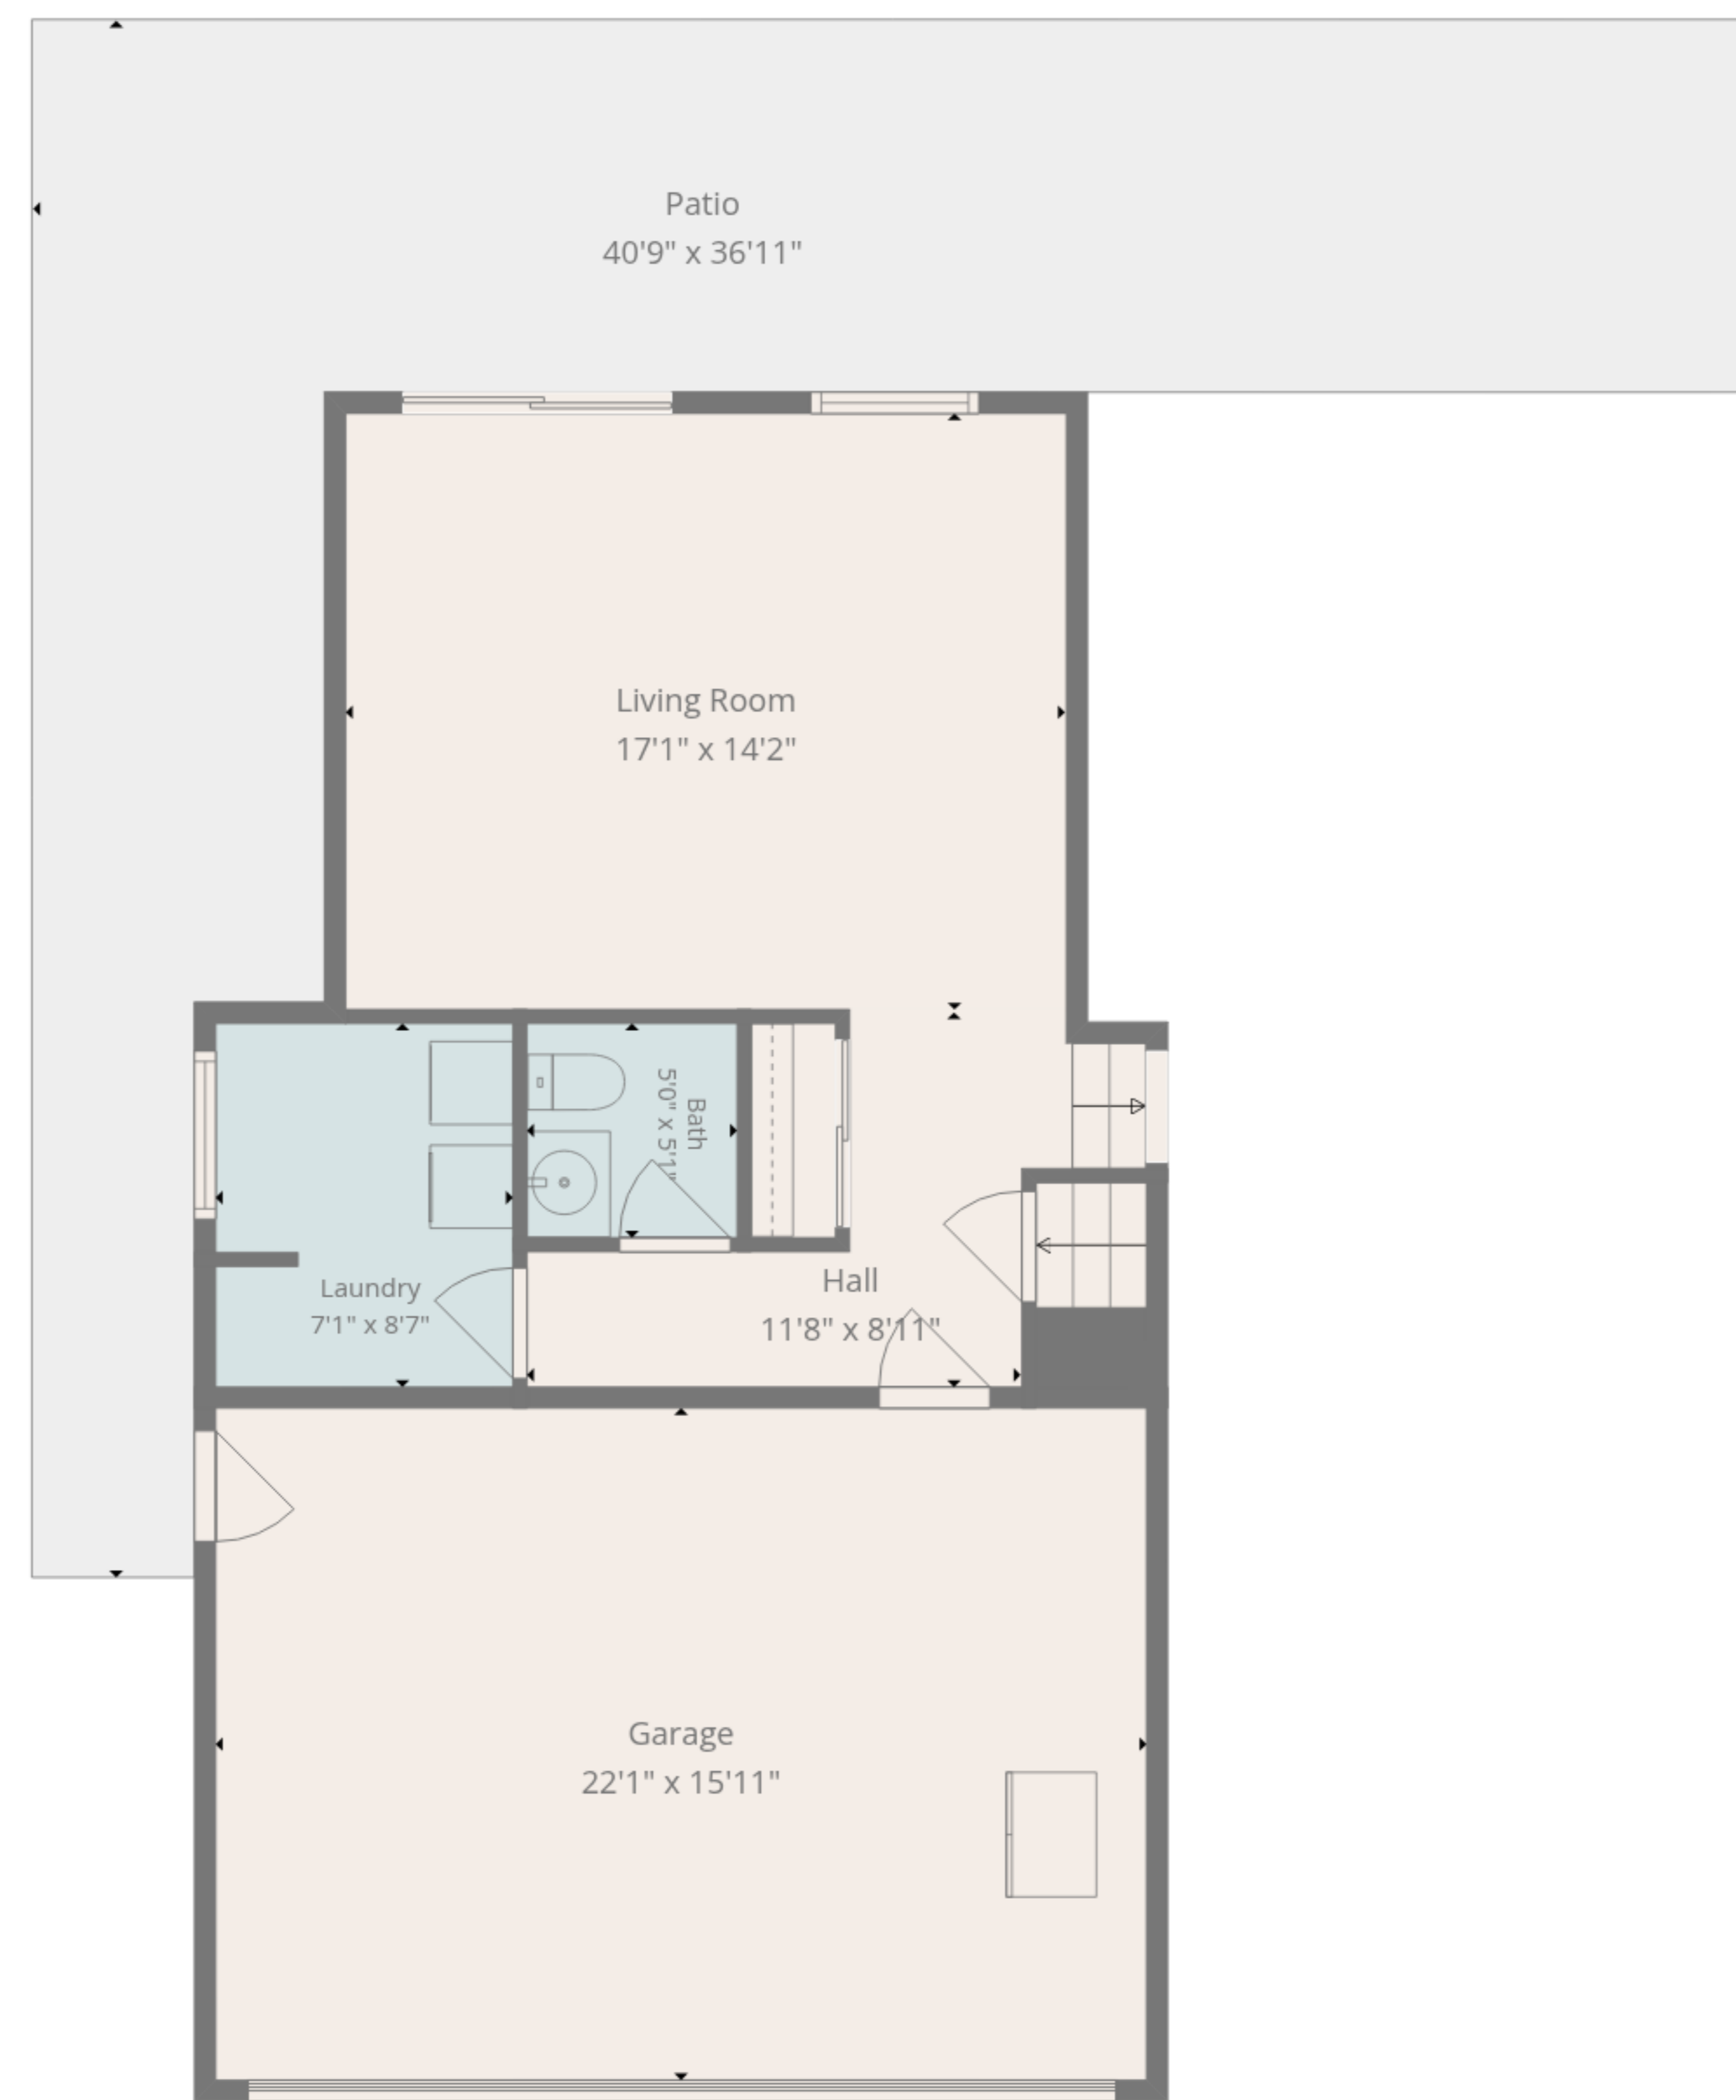 Patio
40'9" x 36'11"
Living Room
17'1" x 14'2"
Bath
5'0" x 5'1"
Hall
11'8" x 8'11"
Laundry
7'1" x 8'7"
Garage
22'1" x 15'11"